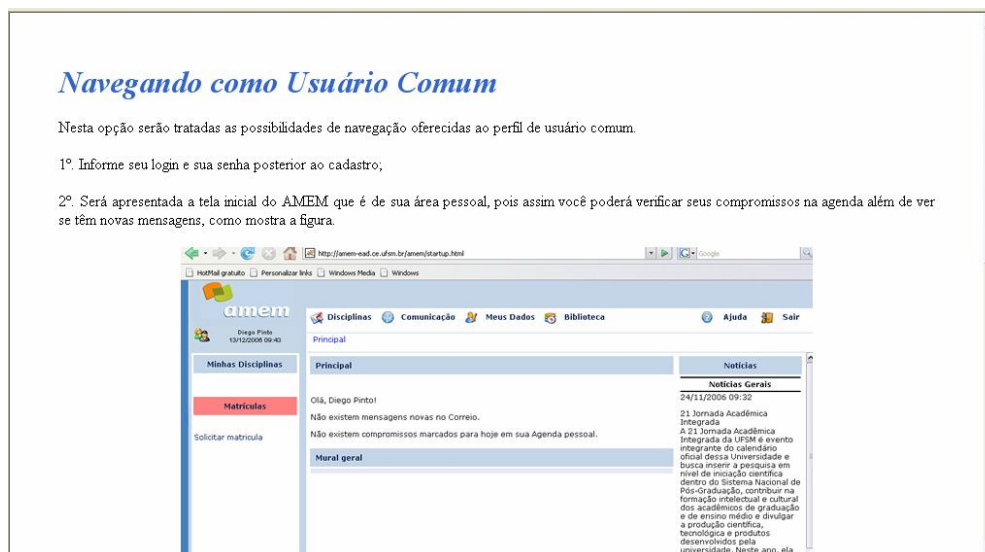 Navegando como Usuário Comum
Nesta opção serão tratadas as possibilidades de navegação oferecidas ao perfil de usuário comum.
1º. Informe seu login e sua senha posterior ao cadastro;
2º. Será apresentada a tela inicial do AMEM que é de sua área pessoal, pois assim você poderá verificar seus compromissos na agenda além de ver
se têm novas mensagens, como mostra a figura.
http://amem-ead.ce.ufsm.br/amem/startup.html
Google
HotMail gratuito Personalizar links Windows Media Windows
amem
Disciplinas Comunicação Meus Dados Biblioteca Ajuda Sair
Diego Pinto
13/12/2006 09:43
Principal
Minhas Disciplinas
Matrículas
Solicitar matricula
Principal
Olá, Diego Pinto!
Não existem mensagens novas no Correio.
Não existem compromissos marcados para hoje em sua Agenda pessoal.
Mural geral
Notícias
Notícias Gerais
24/11/2006 09:32
21 Jornada Acadêmica
Integrada
A 21 Jornada Acadêmica
Integrada da UFSM é evento
integrante do calendário
oficial dessa Universidade e
busca inserir a pesquisa em
nível de iniciação científica
dentro do Sistema Nacional de
Pós-Graduação, contribuir na
formação intelectual e cultural
dos acadêmicos de graduação
e de ensino médio e divulgar
a produção científica,
tecnológica e produtos
desenvolvidos pela
universidade. Neste ano, ela